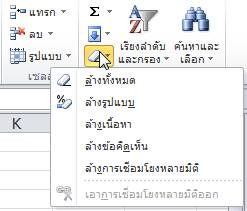 แทรก
ลบ
รูปแบบ
เซลล์
Σ
เรียงลำดับ
และกรอง
ค้นหาและ
เลือก
ล้างทั้งหมด
ล้างรูปแบบ
ล้างเนื้อหา
ล้างข้อคิดเห็น
ล้างการเชื่อมโยงหลายมิติ
เอาการเชื่อมโยงหลายมิติออก
K